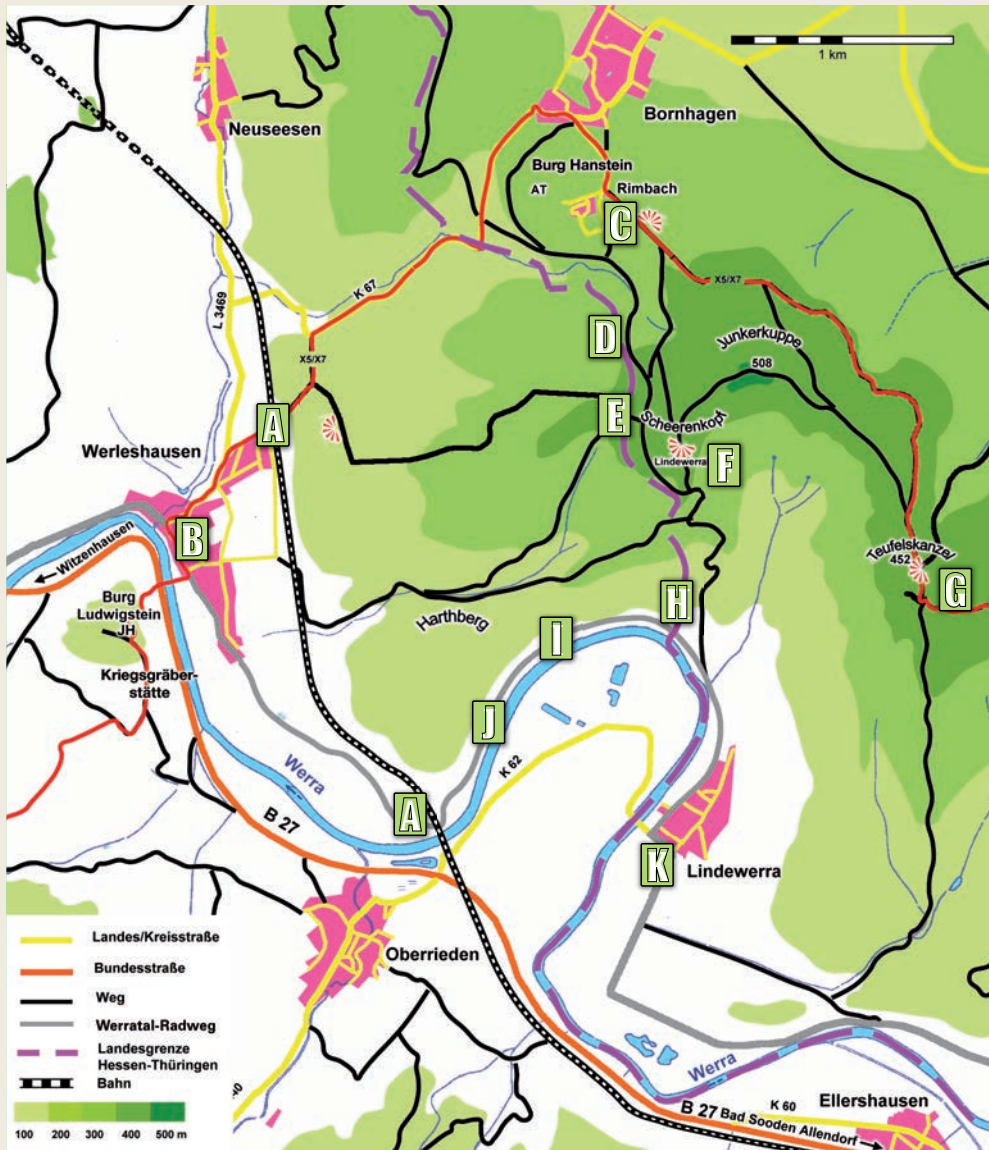 1 km
Neuseesen
Bornhagen
Burg Hanstein
AT
Rimbach
C
X5/X7
L 3469
K 67
D
Junkerkuppe
508
X5/X7
A
E
Scheerenkopf
Werleshausen
Lindewerra
F
B
Witzenhausen
Teufelskanzel
452
G
Burg
Ludwigstein
JH
Harthberg
H
I
Kriegsgräber-
stätte
J
Werra
K 62
B 27
A
K
Lindewerra
Oberrieden
Landes/Kreisstraße
Bundesstraße
Weg
Werratal-Radweg
Landesgrenze
Hessen-Thüringen
Bahn
100 200 300 400 500 m
Werra
Ellershausen
K 60
B 27 Bad Sooden Allendorf